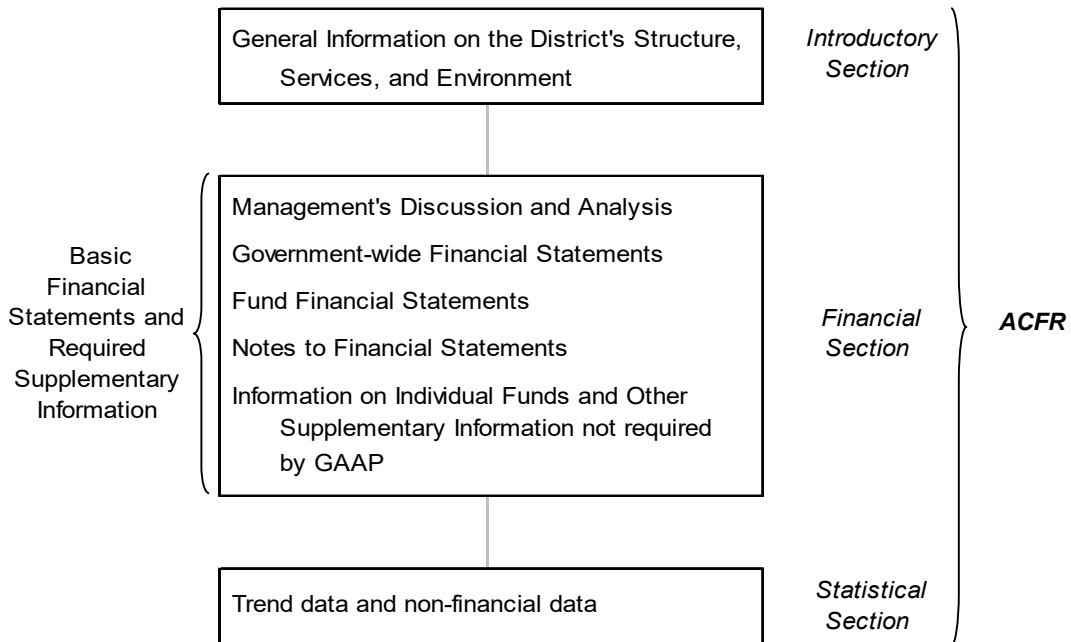 General Information on the District's Structure,
Services, and Environment
Introductory
Section
Basic
Financial
Statements and
Required
Supplementary
Information
Management's Discussion and Analysis
Government-wide Financial Statements
Fund Financial Statements
Notes to Financial Statements
Information on Individual Funds and Other
Supplementary Information not required
by GAAP
Financial
Section
ACFR
Trend data and non-financial data
Statistical
Section